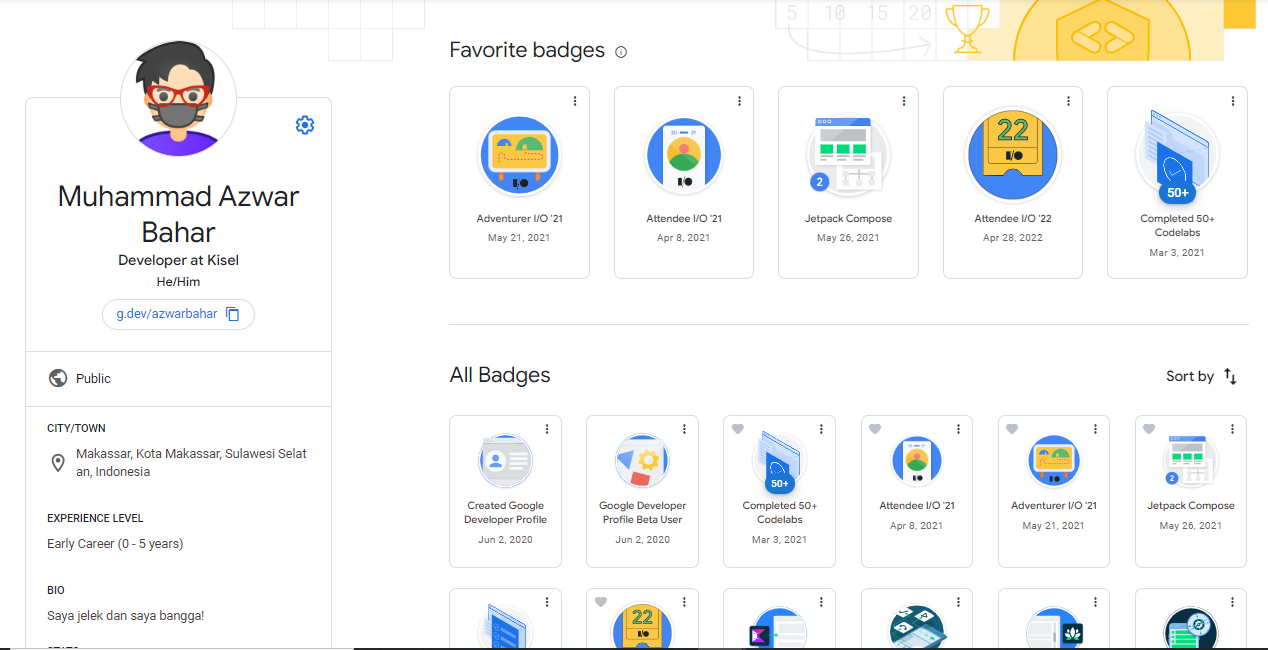 5 10 15 20
Muhammad Azwar
Bahar
Developer at Kisel
He/Him
g.dev/azwarbahar
Public
CITY/TOWN
Makassar, Kota Makassar, Sulawesi Selat
an, Indonesia
EXPERIENCE LEVEL
Early Career (0 - 5 years)
BIO
Saya jelek dan saya bangga!
Favorite badges
I/O
Adventurer I/O '21
May 21, 2021
20 21
I/O
Attendee I/O '21
Apr 8, 2021
2
Jetpack Compose
May 26, 2021
22
I/O
Attendee I/O '22
Apr 28, 2022
50+
Completed 50+
Codelabs
Mar 3, 2021
All Badges
Sort by
Created Google
Developer Profile
Jun 2, 2020
Google Developer
Profile Beta User
Jun 2, 2020
50+
Completed 50+
Codelabs
Mar 3, 2021
I/O
Attendee I/O '21
Apr 8, 2021
I/O
Adventurer I/O '21
May 21, 2021
2
Jetpack Compose
May 26, 2021
22
I/O